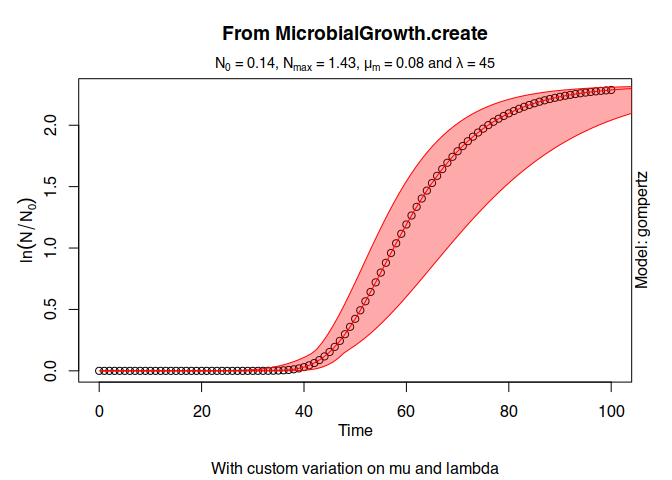 From MicrobialGrowth.create
N₀ = 0.14, Nₘₐₓ = 1.43, μₘ = 0.08 and λ = 45
2.0
1.5
1.0
0.5
0.0
ln(N/N₀)
Model: gompertz
0 20 40 60 80 100
Time
With custom variation on mu and lambda